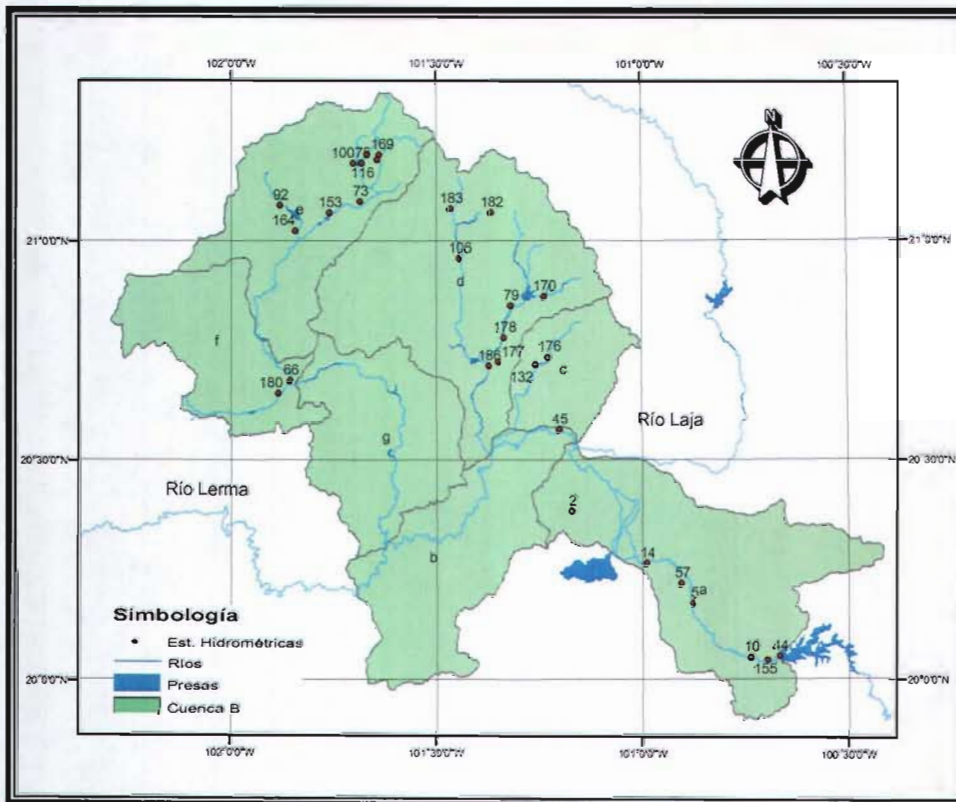 102°0'0"W 101°30'0"W 101°0'0"W 100°30'0"W
N
169
100 75
116
183 182
92 e 153 73
164
21°0'0"N 21°0'0"N
105
d
79 170
178
f
186 177 176
132 c
66
180
45
Río Laja
g
c
20°30'0"N 20°30'0"N
Río Lerma
2
b
14
57
5 a
Simbología
Est. Hidrométricas
10 44
155
Ríos
20°0'0"N 20°0'0"N
Presas
Cuenca B
102°0'0"W 101°30'0"W 101°0'0"W 100°30'0"W